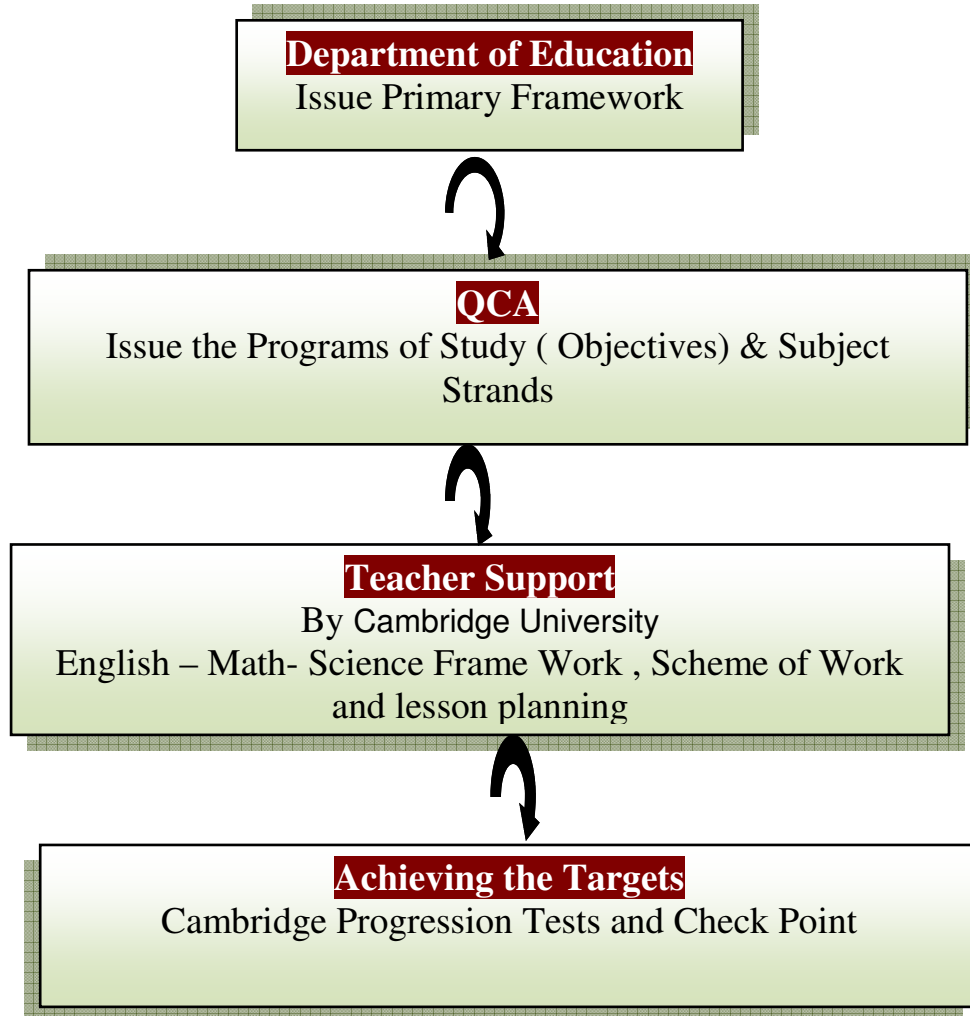 Department of Education
Issue Primary Framework
QCA
Issue the Programs of Study ( Objectives) & Subject
Strands
Teacher Support
By Cambridge University
English – Math- Science Frame Work , Scheme of Work
and lesson planning
Achieving the Targets
Cambridge Progression Tests and Check Point